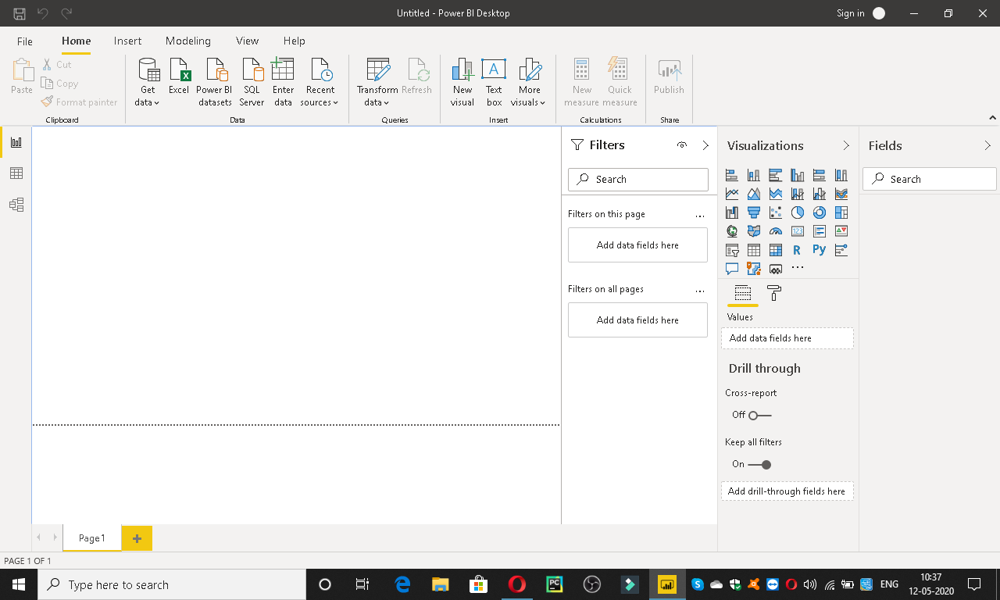 Untitled - Power BI Desktop
Sign in
File Home Insert Modeling View Help
Paste
Cut
Copy
Format painter
Clipboard
Get data
Excel
Power BI datasets
SQL Server
Enter data
Recent sources
Data
Transform data
Refresh
Queries
New visual
Text box
More visuals
Insert
New measure
Quick measure
Calculations
Publish
Share
Filters
Search
Filters on this page
...
Add data fields here
Filters on all pages
...
Add data fields here
Visualizations
123
R Py
...
Values
Add data fields here
Drill through
Cross-report
Off
Keep all filters
On
Add drill-through fields here
Fields
Search
Page1
PAGE 1 OF 1
Type here to search
PC
ENG
10:37
12-05-2020